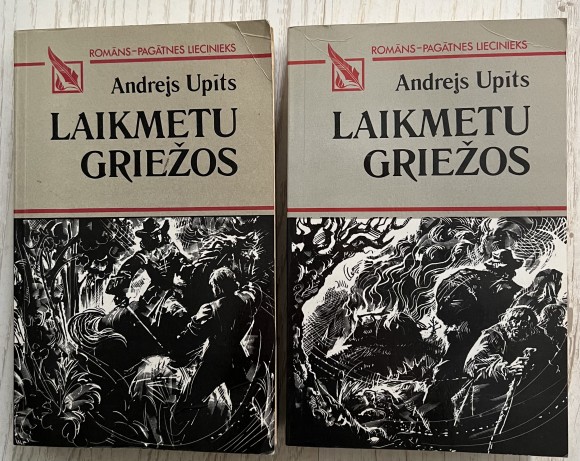 ROMĀNS–PAGĀTNES LIECINIEKS
Andrejs Upīts
LAIKMETU
GRIEŽOS
ROMĀNS–PAGĀTNES LIECINIEKS
Andrejs Upīts
LAIKMETU
GRIEŽOS